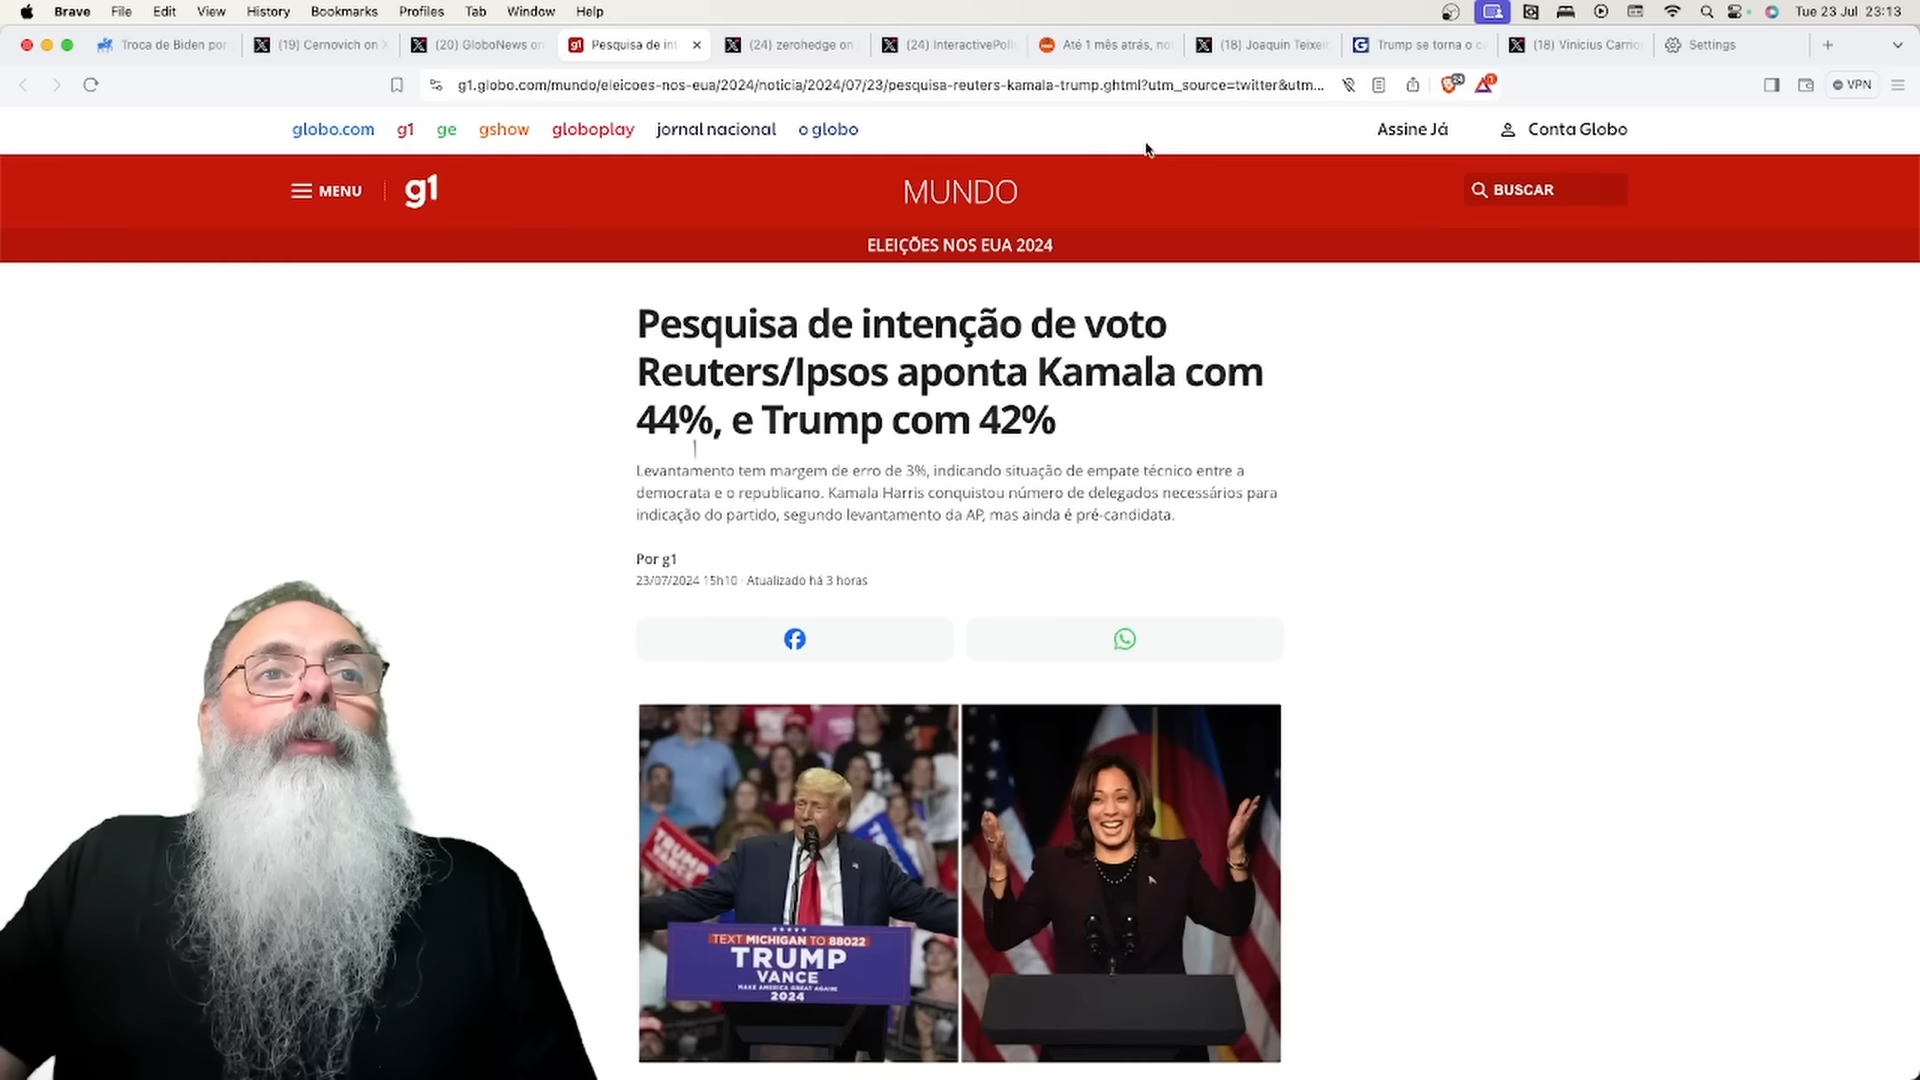 Brave File Edit View History Bookmarks Profiles Tab Window Help Tue 23 Jul 23:13
Troca de Biden por (19) Cernovich on X (20) GloboNews on Pesquisa de int (24) zerohedge on (24) InteractivePoll Até 1 mês atrás, no (18) Joaquin Teixeir Trump se torna o c (18) Vinicius Carrio Settings
g1.globo.com/mundo/eleicoes-nos-eua/2024/noticia/2024/07/23/pesquisa-reuters-kamala-trump.ghtml?utm_source=twitter&utm... VPN
globo.com g1 ge gshow globoplay jornal nacional o globo Assine Já Conta Globo
MENU g1 MUNDO BUSCAR
ELEIÇÕES NOS EUA 2024
Pesquisa de intenção de voto
Reuters/Ipsos aponta Kamala com
44%, e Trump com 42%
Levantamento tem margem de erro de 3%, indicando situação de empate técnico entre a
democrata e o republicano. Kamala Harris conquistou número de delegados necessários para
indicação do partido, segundo levantamento da AP, mas ainda é pré-candidata.
Por g1
23/07/2024 15h10 · Atualizado há 3 horas
TRUMP
TEXT MICHIGAN TO 88022
TRUMP
VANCE
MAKE AMERICA GREAT AGAIN!
2024